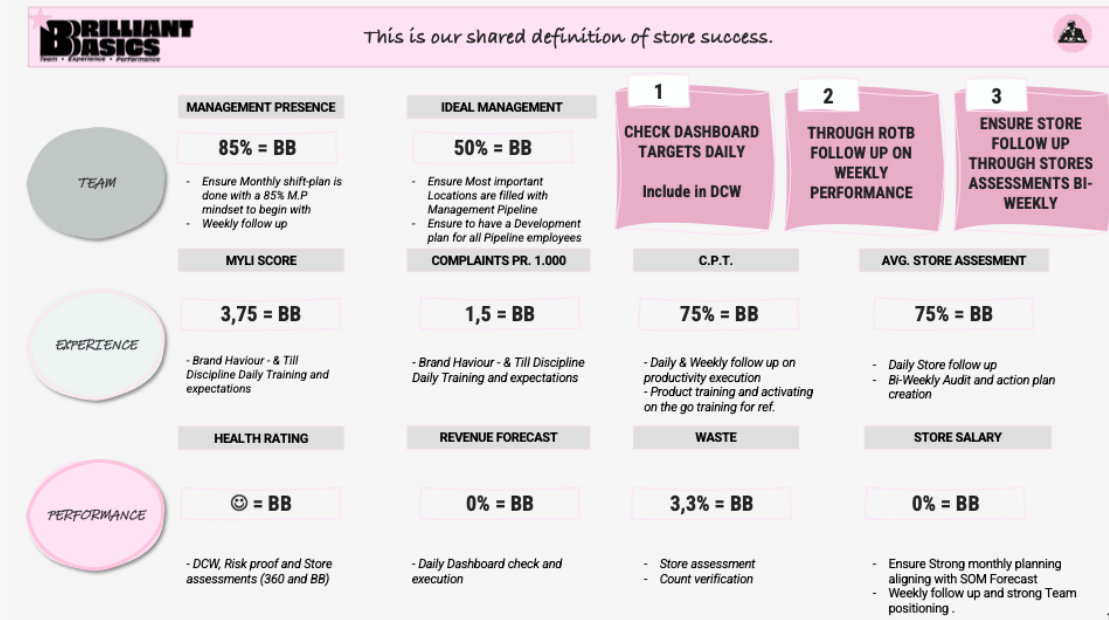 BRILLIANT
BASICS
Team • Experience • Performance
This is our shared definition of store success.
TEAM
MANAGEMENT PRESENCE
85% = BB
- Ensure Monthly shift-plan is
done with a 85% M.P
mindset to begin with
- Weekly follow up
IDEAL MANAGEMENT
50% = BB
- Ensure Most important
Locations are filled with
Management Pipeline
- Ensure to have a Development
plan for all Pipeline employees
1
CHECK DASHBOARD
TARGETS DAILY
Include in DCW
2
THROUGH ROTB
FOLLOW UP ON
WEEKLY
PERFORMANCE
3
ENSURE STORE
FOLLOW UP
THROUGH STORES
ASSESSMENTS BI-
WEEKLY
EXPERIENCE
MYLI SCORE
3,75 = BB
- Brand Haviour - & Till
Discipline Daily Training and
expectations
COMPLAINTS PR. 1.000
1,5 = BB
- Brand Haviour - & Till Discipline
Daily Training and expectations
C.P.T.
75% = BB
- Daily & Weekly follow up on
productivity execution
- Product training and activating
on the go training for ref.
AVG. STORE ASSESMENT
75% = BB
- Daily Store follow up
- Bi-Weekly Audit and action plan
creation
PERFORMANCE
HEALTH RATING
☺ = BB
- DCW, Risk proof and Store
assessments (360 and BB)
REVENUE FORECAST
0% = BB
- Daily Dashboard check and
execution
WASTE
3,3% = BB
- Store assessment
- Count verification
STORE SALARY
0% = BB
- Ensure Strong monthly planning
aligning with SOM Forecast
- Weekly follow up and strong Team
positioning .